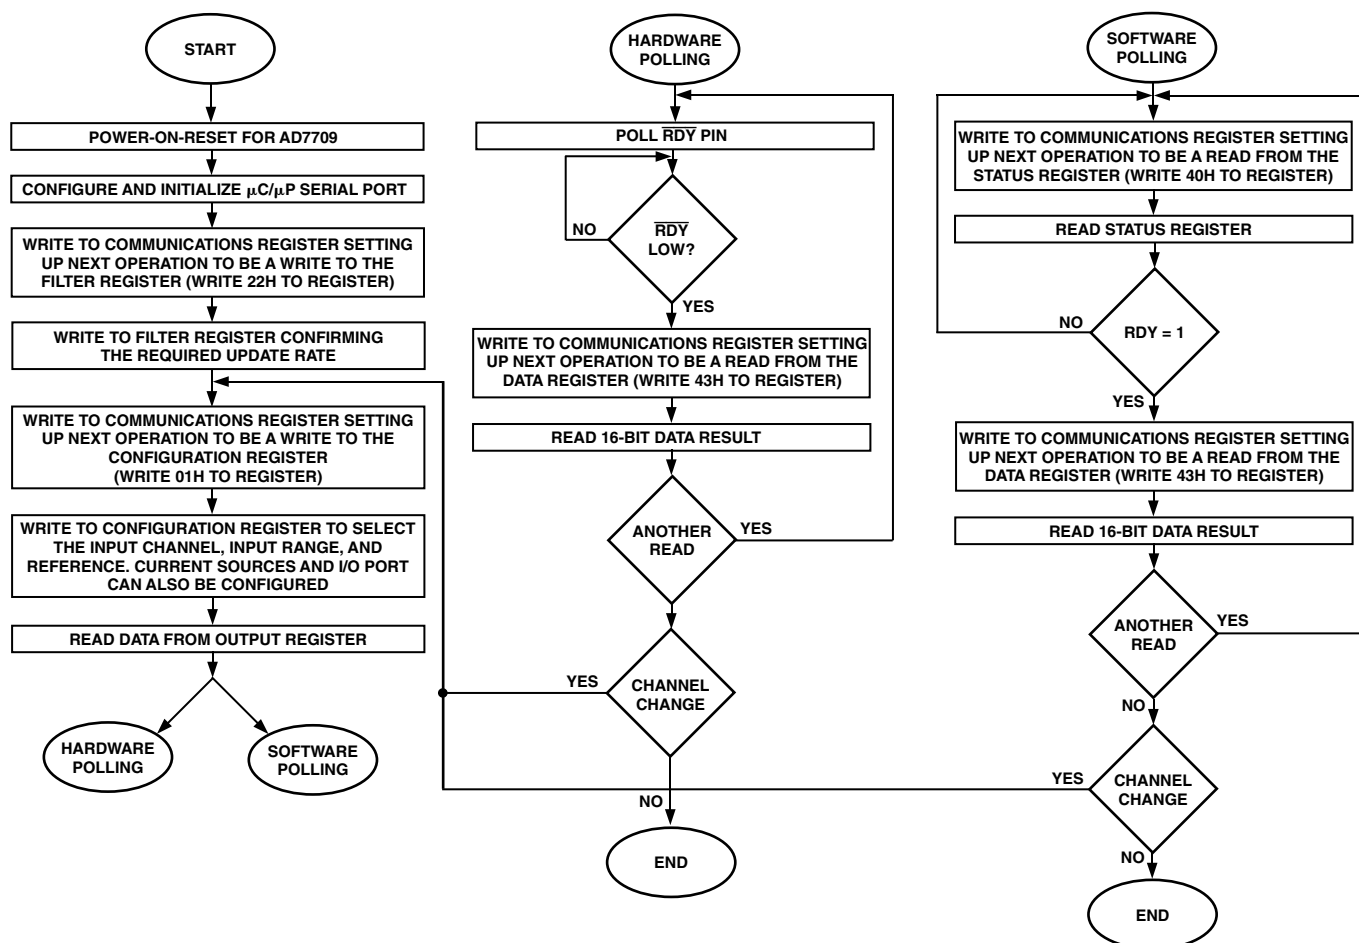 START
POWER-ON-RESET FOR AD7709
CONFIGURE AND INITIALIZE μC/μP SERIAL PORT
WRITE TO COMMUNICATIONS REGISTER SETTING
UP NEXT OPERATION TO BE A WRITE TO THE
FILTER REGISTER (WRITE 22H TO REGISTER)
WRITE TO FILTER REGISTER CONFIRMING
THE REQUIRED UPDATE RATE
WRITE TO COMMUNICATIONS REGISTER SETTING
UP NEXT OPERATION TO BE A WRITE TO THE
CONFIGURATION REGISTER
(WRITE 01H TO REGISTER)
WRITE TO CONFIGURATION REGISTER TO SELECT
THE INPUT CHANNEL, INPUT RANGE, AND
REFERENCE. CURRENT SOURCES AND I/O PORT
CAN ALSO BE CONFIGURED
READ DATA FROM OUTPUT REGISTER
HARDWARE
POLLING
SOFTWARE
POLLING
HARDWARE
POLLING
POLL R̅D̅Y̅ PIN
R̅D̅Y̅
LOW?
NO
YES
WRITE TO COMMUNICATIONS REGISTER SETTING
UP NEXT OPERATION TO BE A READ FROM THE
DATA REGISTER (WRITE 43H TO REGISTER)
READ 16-BIT DATA RESULT
ANOTHER
READ
YES
CHANNEL
CHANGE
YES
NO
END
SOFTWARE
POLLING
WRITE TO COMMUNICATIONS REGISTER SETTING
UP NEXT OPERATION TO BE A READ FROM THE
STATUS REGISTER (WRITE 40H TO REGISTER)
READ STATUS REGISTER
RDY = 1
NO
YES
WRITE TO COMMUNICATIONS REGISTER SETTING
UP NEXT OPERATION TO BE A READ FROM THE
DATA REGISTER (WRITE 43H TO REGISTER)
READ 16-BIT DATA RESULT
ANOTHER
READ
YES
NO
CHANNEL
CHANGE
YES
NO
END